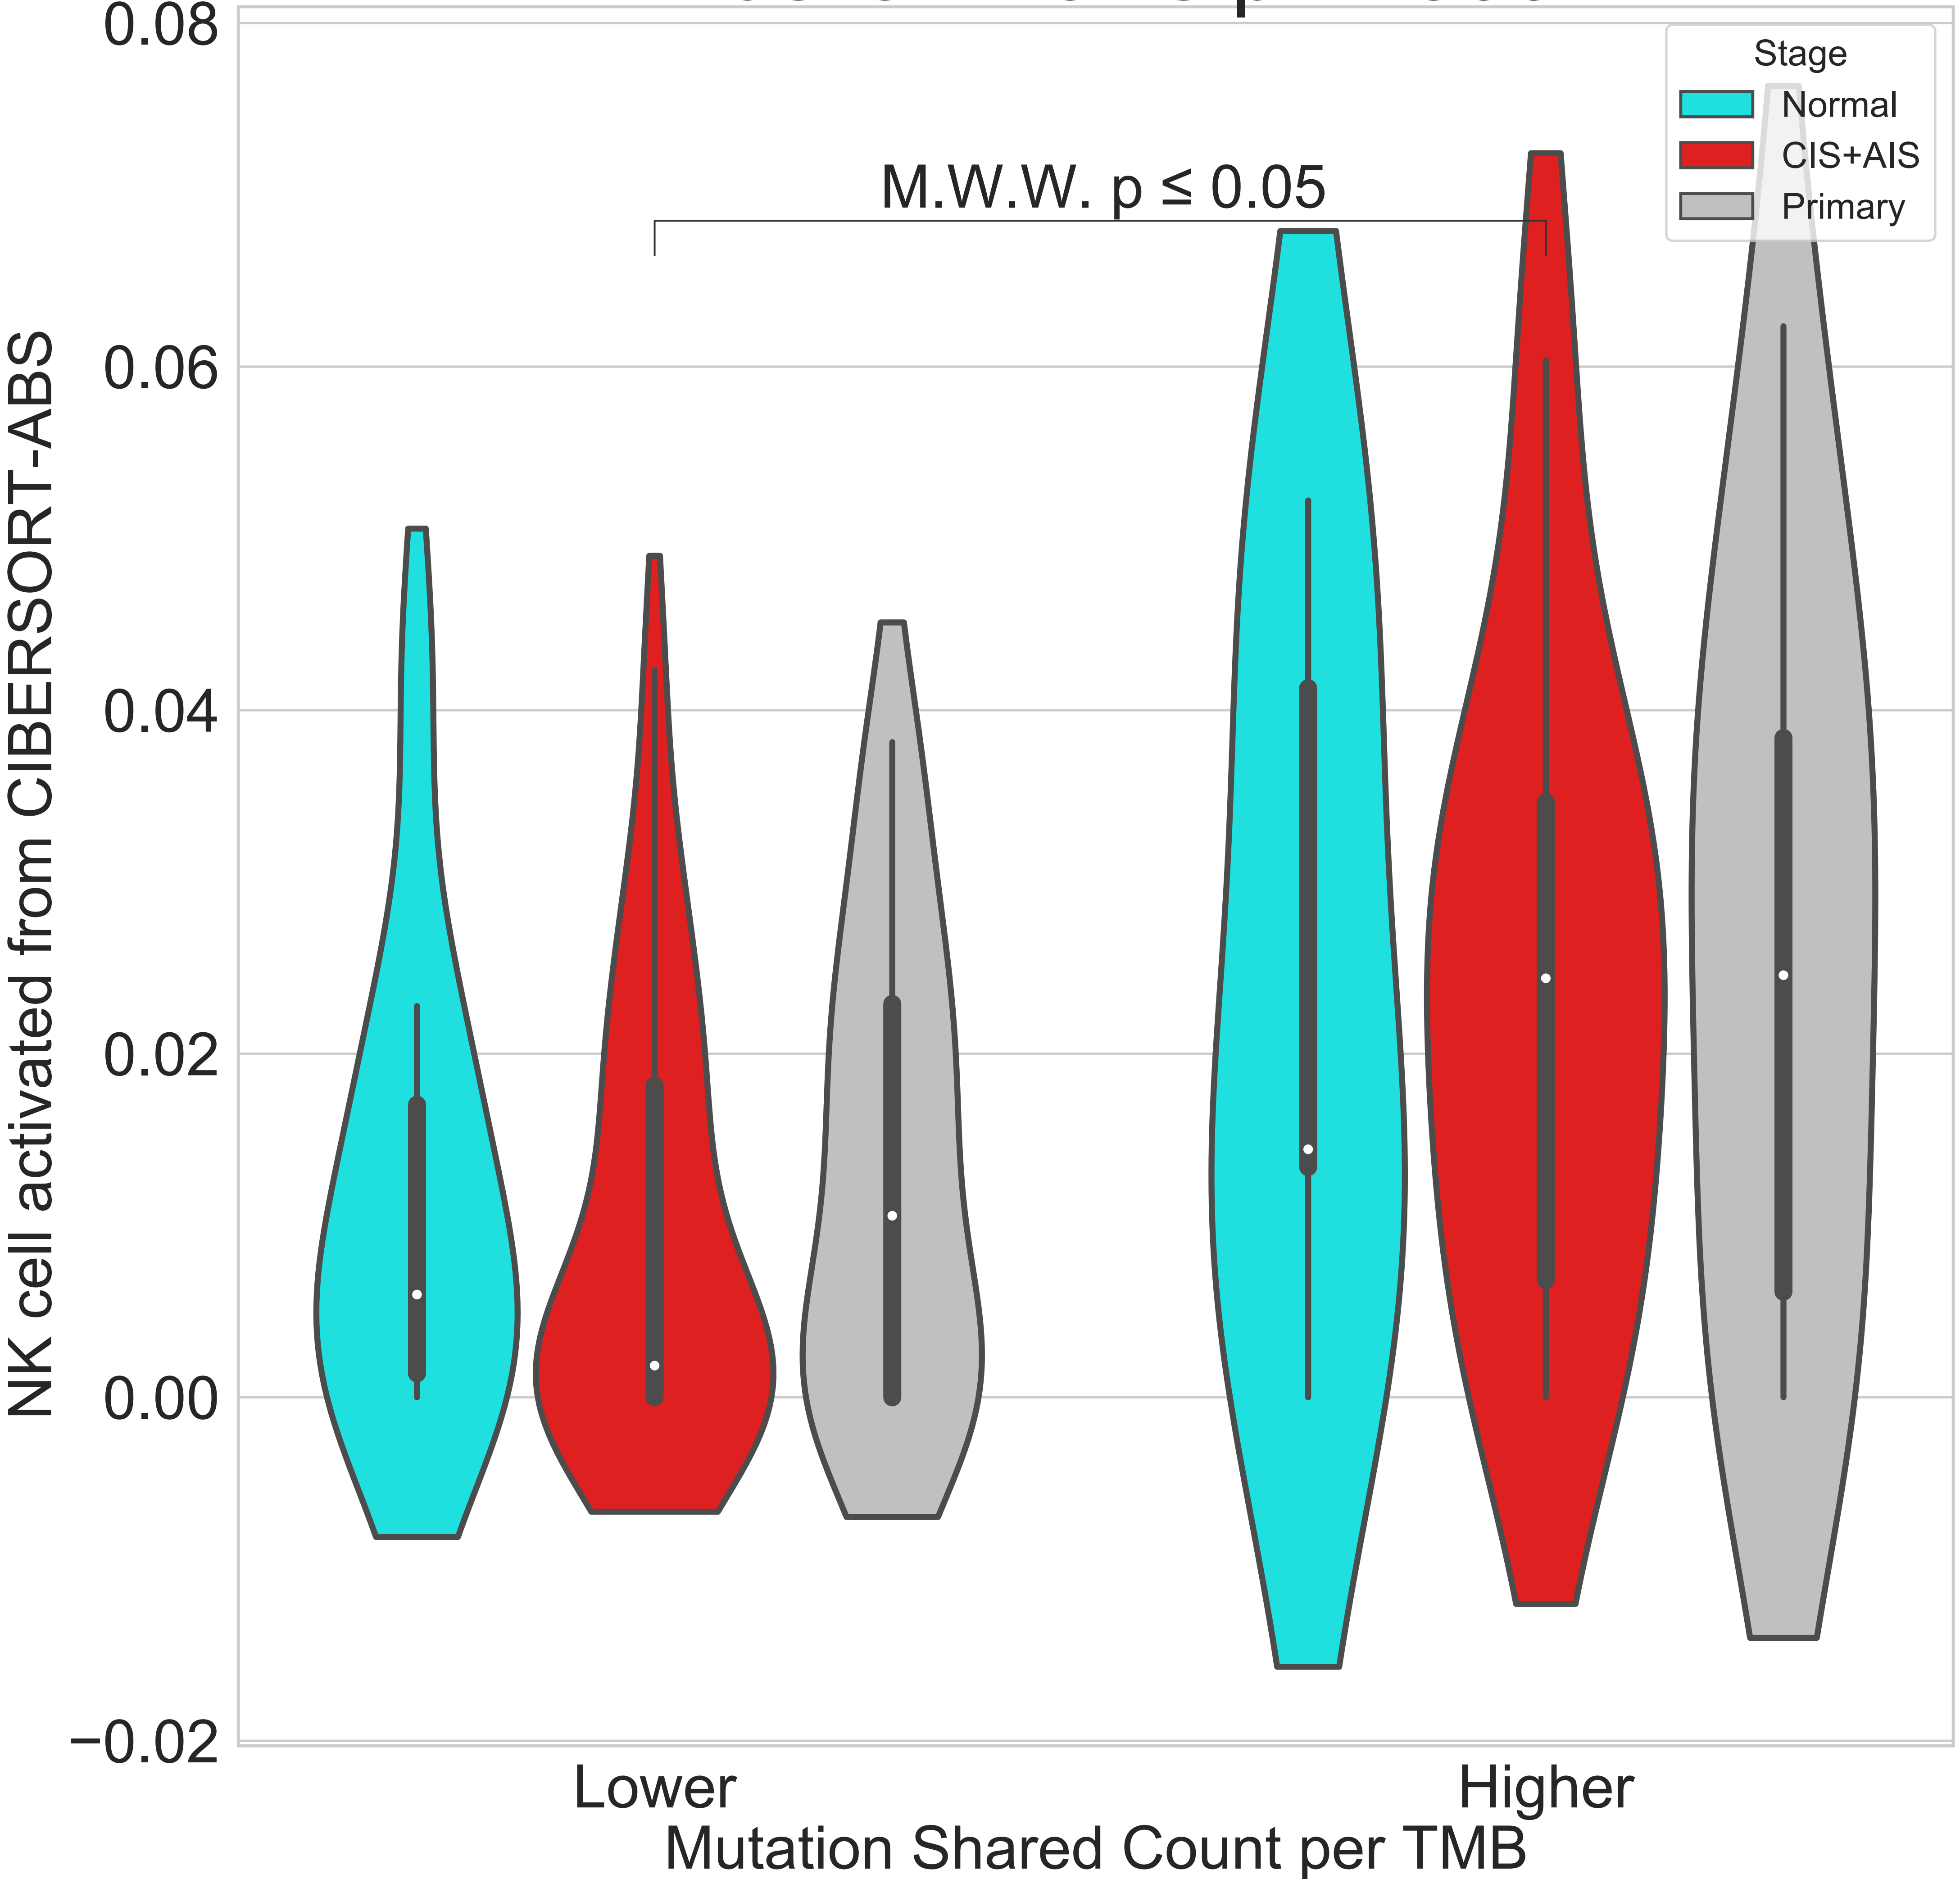 0.08
0.06
0.04
0.02
0.00
−0.02
NK cell activated from CIBERSORT-ABS
M.W.W. p ≤ 0.05
Stage
Normal
CIS+AIS
Primary
Lower
Higher
Mutation Shared Count per TMB